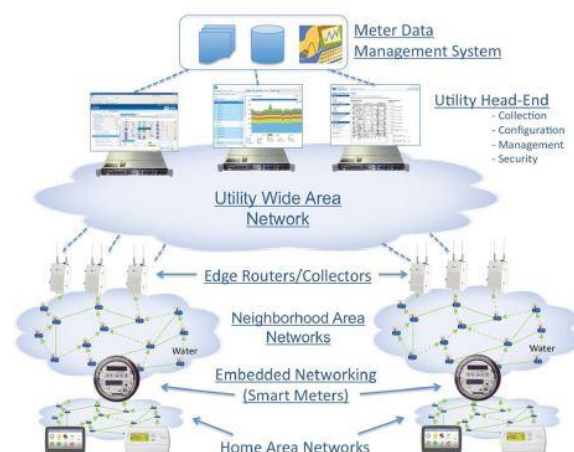 Meter Data
Management System
Utility Head-End
- Collection
- Configuration
- Management
- Security
Utility Wide Area
Network
Edge Routers/Collectors
Neighborhood Area
Networks
Water
Water
Embedded Networking
(Smart Meters)
Home Area Networks